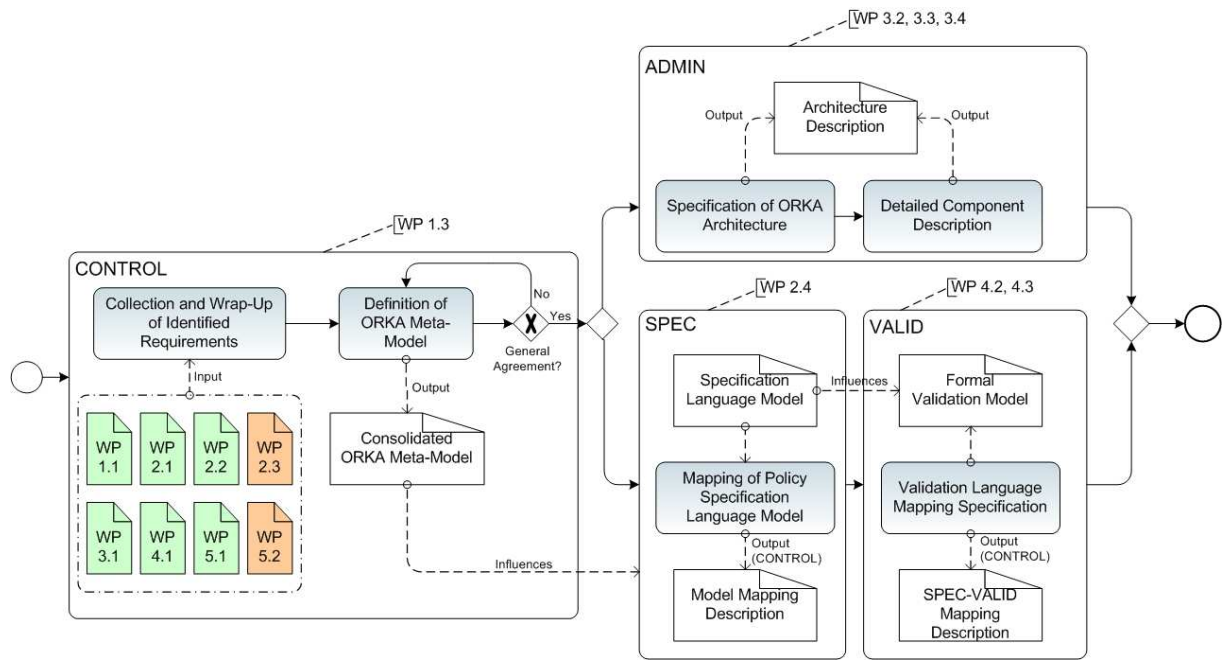 WP 3.2, 3.3, 3.4
ADMIN
Architecture
Description
Output
Output
Specification of ORKA
Architecture
Detailed Component
Description
WP 1.3
CONTROL
Collection and Wrap-Up
of Identified
Requirements
Definition of
ORKA Meta-
Model
No
Yes
General
Agreement?
Input
Output
WP
1.1
WP
2.1
WP
2.2
WP
2.3
WP
3.1
WP
4.1
WP
5.1
WP
5.2
Consolidated
ORKA Meta-Model
Influences
WP 2.4
SPEC
Specification
Language Model
Influences
Mapping of Policy
Specification
Language Model
Output
(CONTROL)
Model Mapping
Description
WP 4.2, 4.3
VALID
Formal
Validation Model
Validation Language
Mapping Specification
Output
(CONTROL)
SPEC-VALID
Mapping
Description